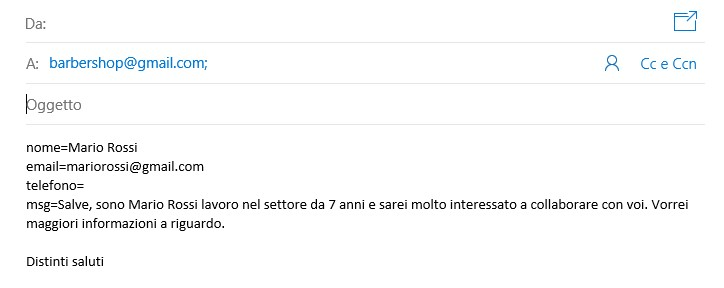 Da:
A: barbershop@gmail.com; Cc e Ccn
Oggetto
nome=Mario Rossi
email=mariorossi@gmail.com
telefono=
msg=Salve, sono Mario Rossi lavoro nel settore da 7 anni e sarei molto interessato a collaborare con voi. Vorrei
maggiori informazioni a riguardo.
Distinti saluti